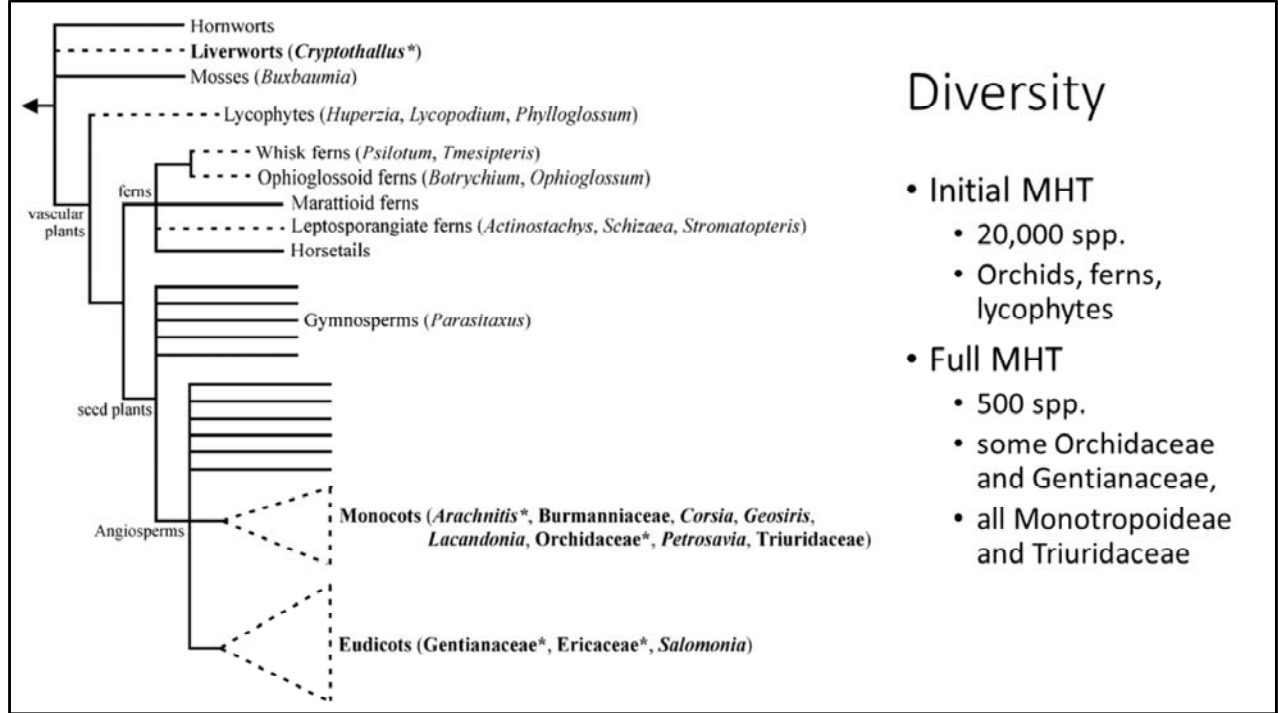 Hornworts
Liverworts (Cryptothallus*)
Mosses (Buxbaumia)
Lycophytes (Huperzia, Lycopodium, Phylloglossum)
Whisk ferns (Psilotum, Tmesipteris)
ferns
Ophioglossoid ferns (Botrychium, Ophioglossum)
Marattioid ferns
vascular
plants
Leptosporangiate ferns (Actinostachys, Schizaea, Stromatopteris)
Horsetails
Gymnosperms (Parasitaxus)
seed plants
Angiosperms
Monocots (Arachnitis*, Burmanniaceae, Corsia, Geosiris,
Lacandonia, Orchidaceae*, Petrosavia, Triuridaceae)
Eudicots (Gentianaceae*, Ericaceae*, Salomonia)
Diversity
• Initial MHT
• 20,000 spp.
• Orchids, ferns,
lycophytes
• Full MHT
• 500 spp.
• some Orchidaceae
and Gentianaceae,
• all Monotropoideae
and Triuridaceae